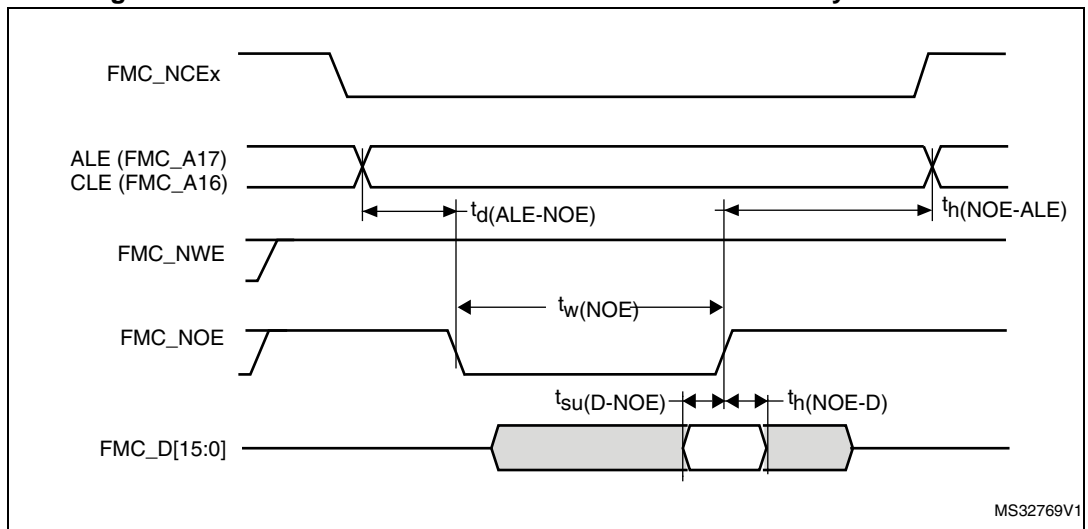 FMC_NCEx
ALE (FMC_A17)
CLE (FMC_A16)
td(ALE-NOE)
th(NOE-ALE)
FMC_NWE
tw(NOE)
FMC_NOE
tsu(D-NOE)
th(NOE-D)
FMC_D[15:0]
MS32769V1